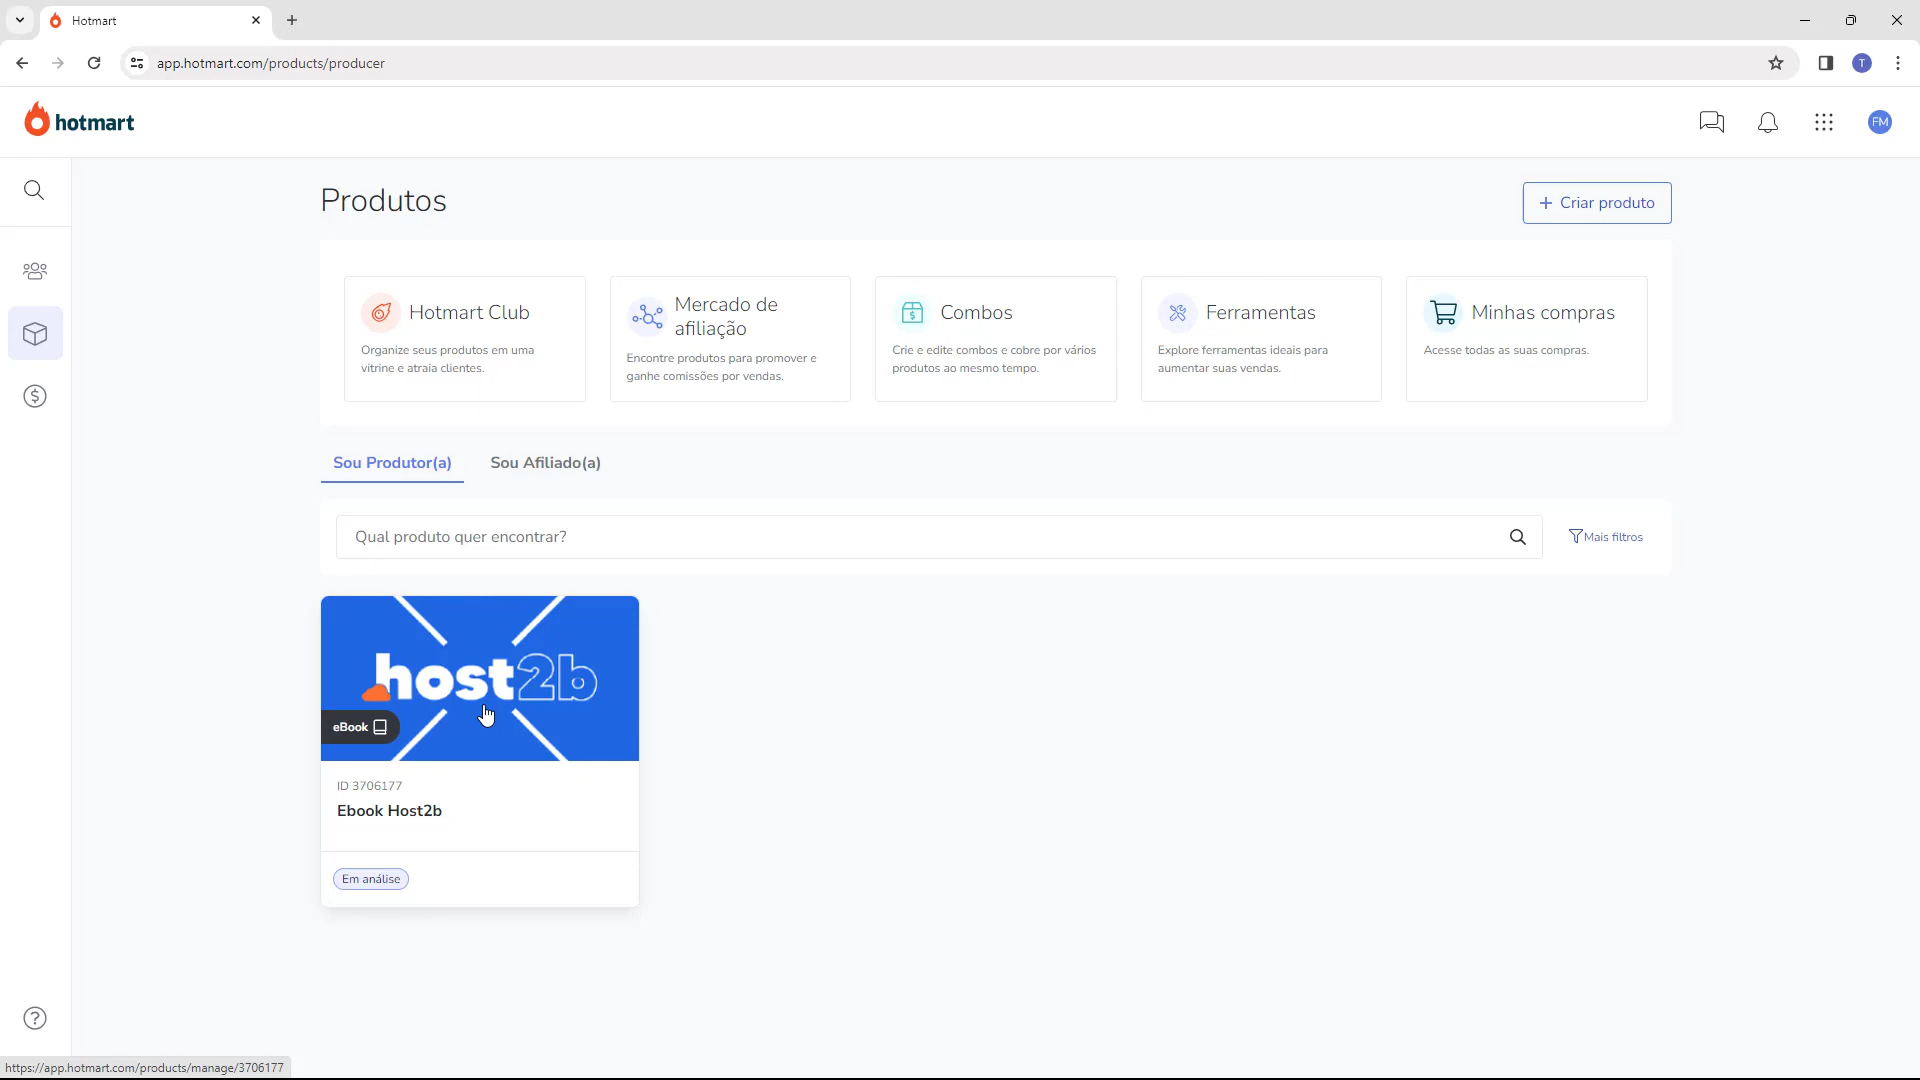 Hotmart
app.hotmart.com/products/producer
T
hotmart
FM
Produtos
Criar produto
Hotmart Club
Organize seus produtos em uma
vitrine e atraia clientes.
Mercado de
afiliação
Encontre produtos para promover e
ganhe comissões por vendas.
Combos
Crie e edite combos e cobre por vários
produtos ao mesmo tempo.
Ferramentas
Explore ferramentas ideais para
aumentar suas vendas.
Minhas compras
Acesse todas as suas compras.
Sou Produtor(a)
Sou Afiliado(a)
Qual produto quer encontrar?
Mais filtros
host2b
eBook
ID 3706177
Ebook Host2b
Em análise
https://app.hotmart.com/products/manage/3706177